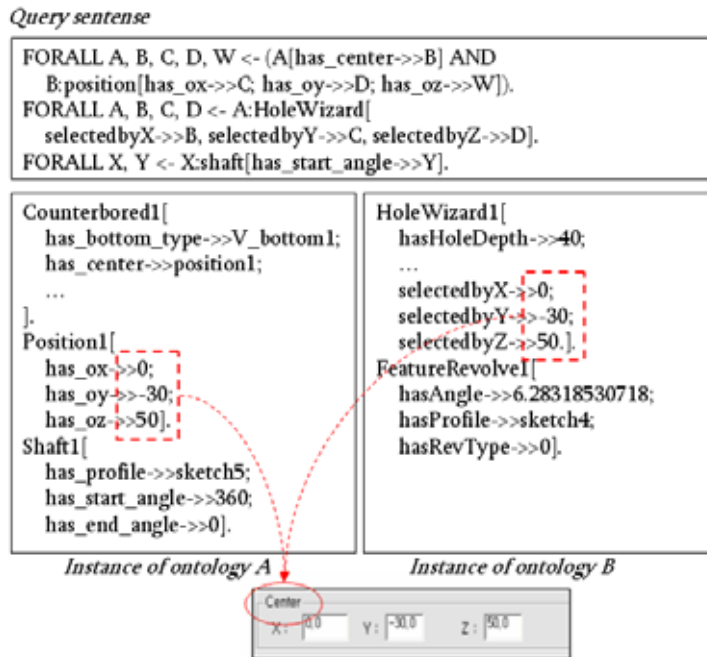 Query sentense
FORALL A, B, C, D, W <- (A[has_center->>B] AND
B:position[has_ox->>C; has_oy->>D; has_oz->>W]).
FORALL A, B, C, D <- A:HoleWizard[
selectedbyX->>B, selectedbyY->>C, selectedbyZ->>D].
FORALL X, Y <- X:shaft[has_start_angle->>Y].
Counterbored1[
has_bottom_type->>V_bottom1;
has_center->>position1;
...
].
Position1[
has_ox->>0;
has_oy->>-30;
has_oz->>50].
Shaft1[
has_profile->>sketch5;
has_start_angle->>360;
has_end_angle->>0].
Instance of ontology A
HoleWizard1[
hasHoleDepth->>40;
...
selectedbyX->>0;
selectedbyY->>-30;
selectedbyZ->>50.].
FeatureRevolve1[
hasAngle->>6.28318530718;
hasProfile->>sketch4;
hasRevType->>0].
Instance of ontology B
Center
X: 0,0 Y: -30,0 Z: 50,0